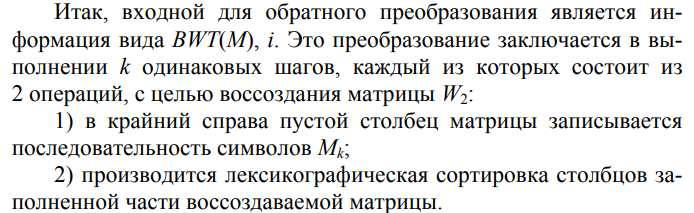 Итак, входной для обратного преобразования является ин-
формация вида BWT(M), i. Это преобразование заключается в вы-
полнении k одинаковых шагов, каждый из которых состоит из
2 операций, с целью воссоздания матрицы W₂:
1) в крайний справа пустой столбец матрицы записывается
последовательность символов Mₖ;
2) производится лексикографическая сортировка столбцов за-
полненной части воссоздаваемой матрицы.